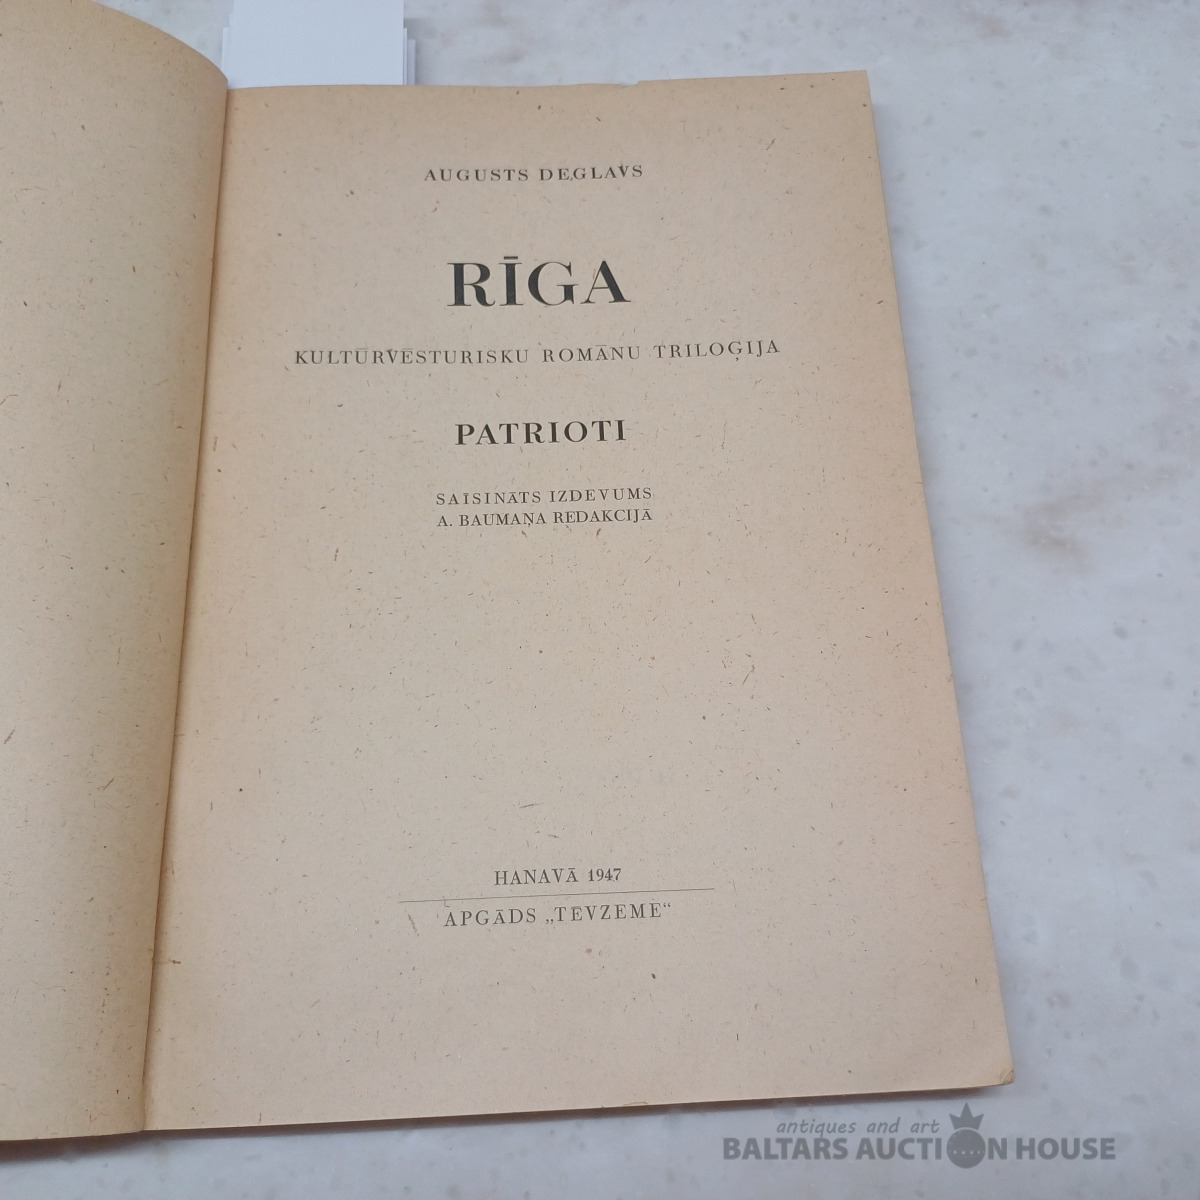 AUGUSTS DEGLAVS
RĪGA
KULTŪRVĒSTURISKU ROMĀNU TRILOĢIJA
PATRIOTI
SAĪSINĀTS IZDEVUMS
A. BAUMAŅA REDAKCIJĀ
HANAVĀ 1947
APGĀDS „TĒVZEME“
antiques and art
BALTARS AUCTION HOUSE